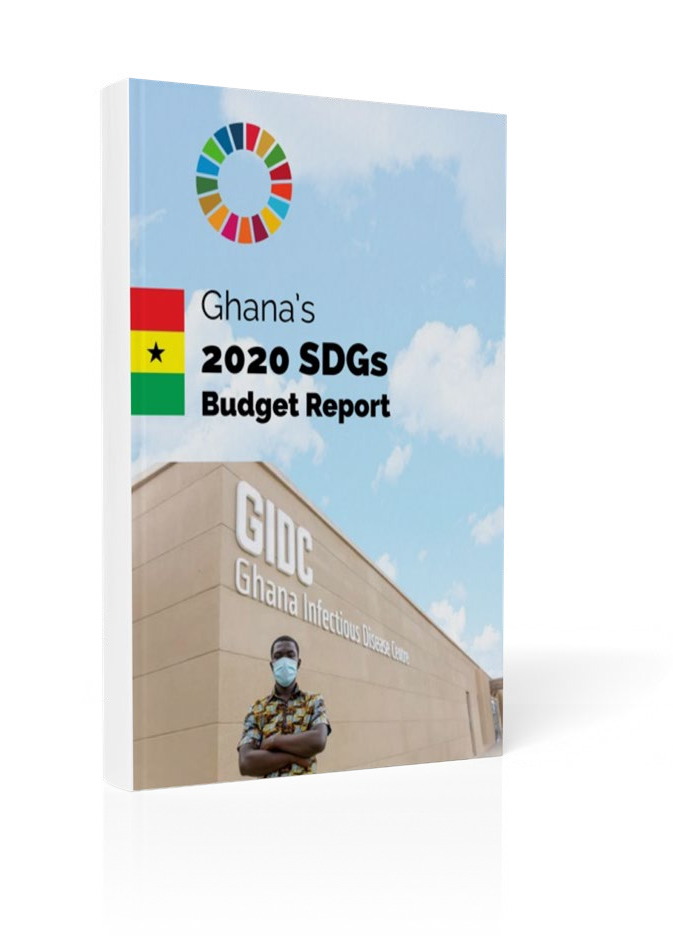 Ghana's
2020 SDGs
Budget Report
GIDC
Ghana Infectious Disease Centre